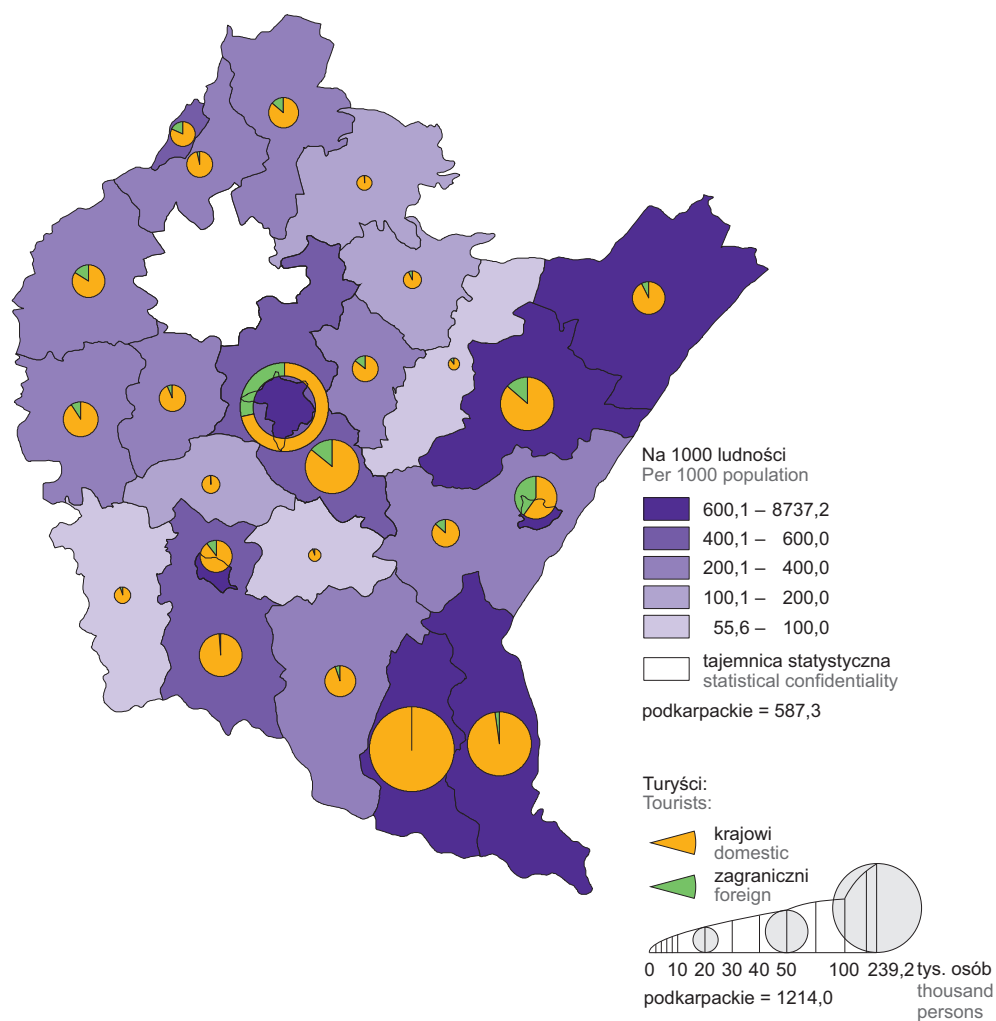 Na 1000 ludności
Per 1000 population
600,1 – 8737,2
400,1 – 600,0
200,1 – 400,0
100,1 – 200,0
55,6 – 100,0
tajemnica statystyczna
statistical confidentiality
podkarpackie = 587,3
Turyści:
Tourists:
krajowi
domestic
zagraniczni
foreign
0 10 20 30 40 50 100 239,2 tys. osób
thousand
persons
podkarpackie = 1214,0